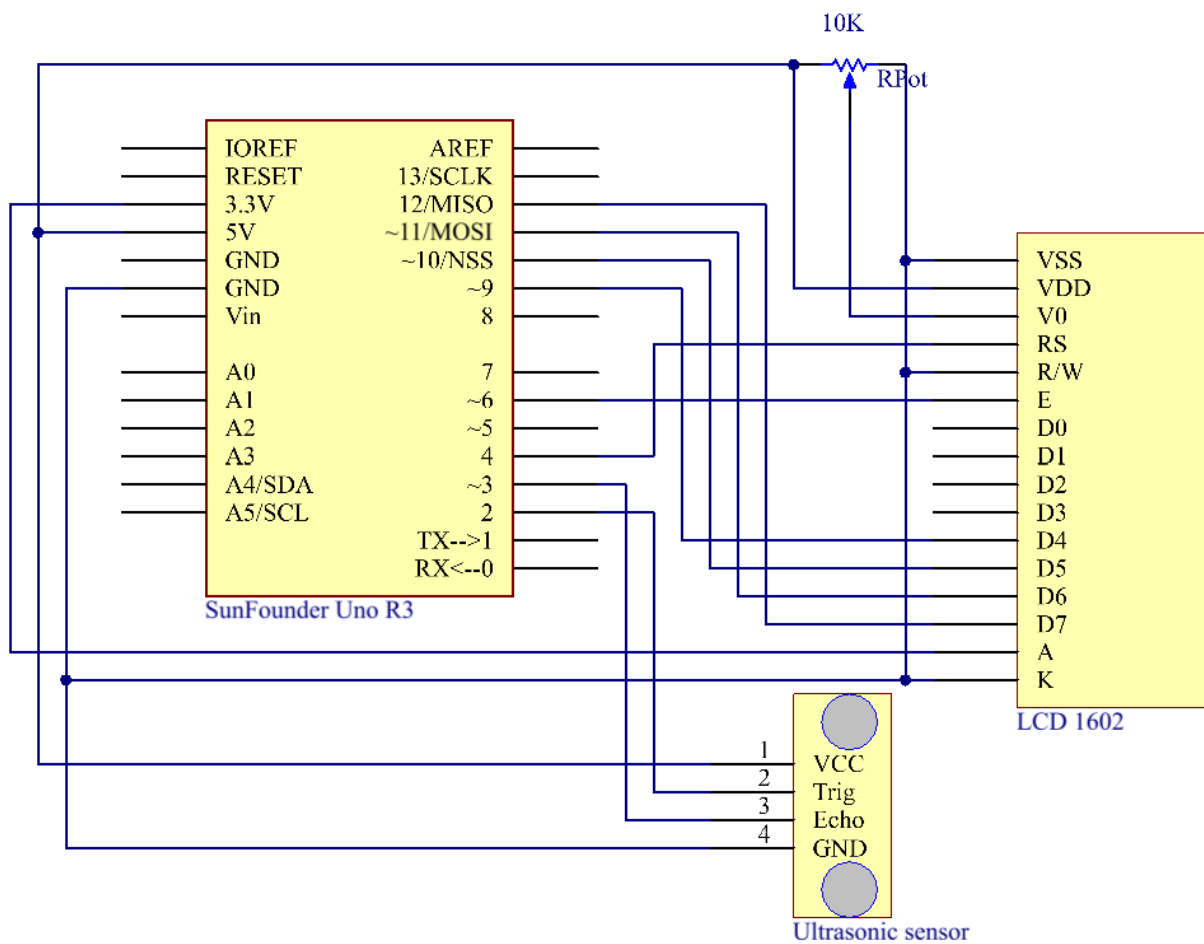 10K
RPot
IOREF
RESET
3.3V
5V
GND
GND
Vin
A0
A1
A2
A3
A4/SDA
A5/SCL
AREF
13/SCLK
12/MISO
~11/MOSI
~10/NSS
~9
8
7
~6
~5
4
~3
2
TX-->1
RX<--0
SunFounder Uno R3
VSS
VDD
V0
RS
R/W
E
D0
D1
D2
D3
D4
D5
D6
D7
A
K
LCD 1602
1 VCC
2 Trig
3 Echo
4 GND
Ultrasonic sensor